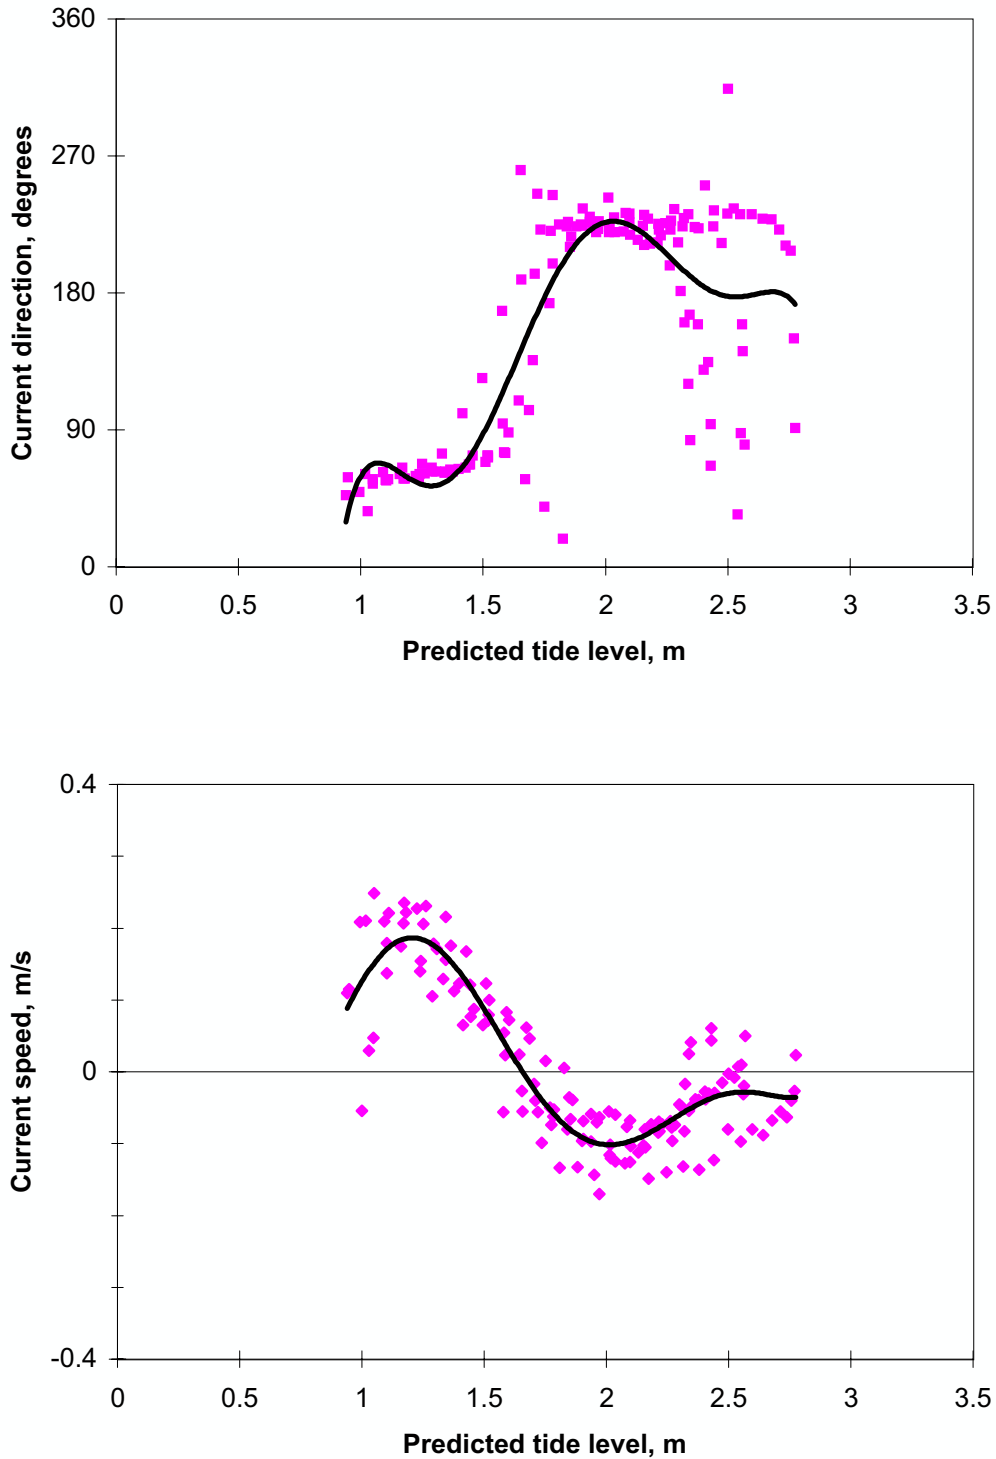 360
270
180
90
0
Current direction, degrees
0 0.5 1 1.5 2 2.5 3 3.5
Predicted tide level, m
0.4
0
-0.4
Current speed, m/s
0 0.5 1 1.5 2 2.5 3 3.5
Predicted tide level, m